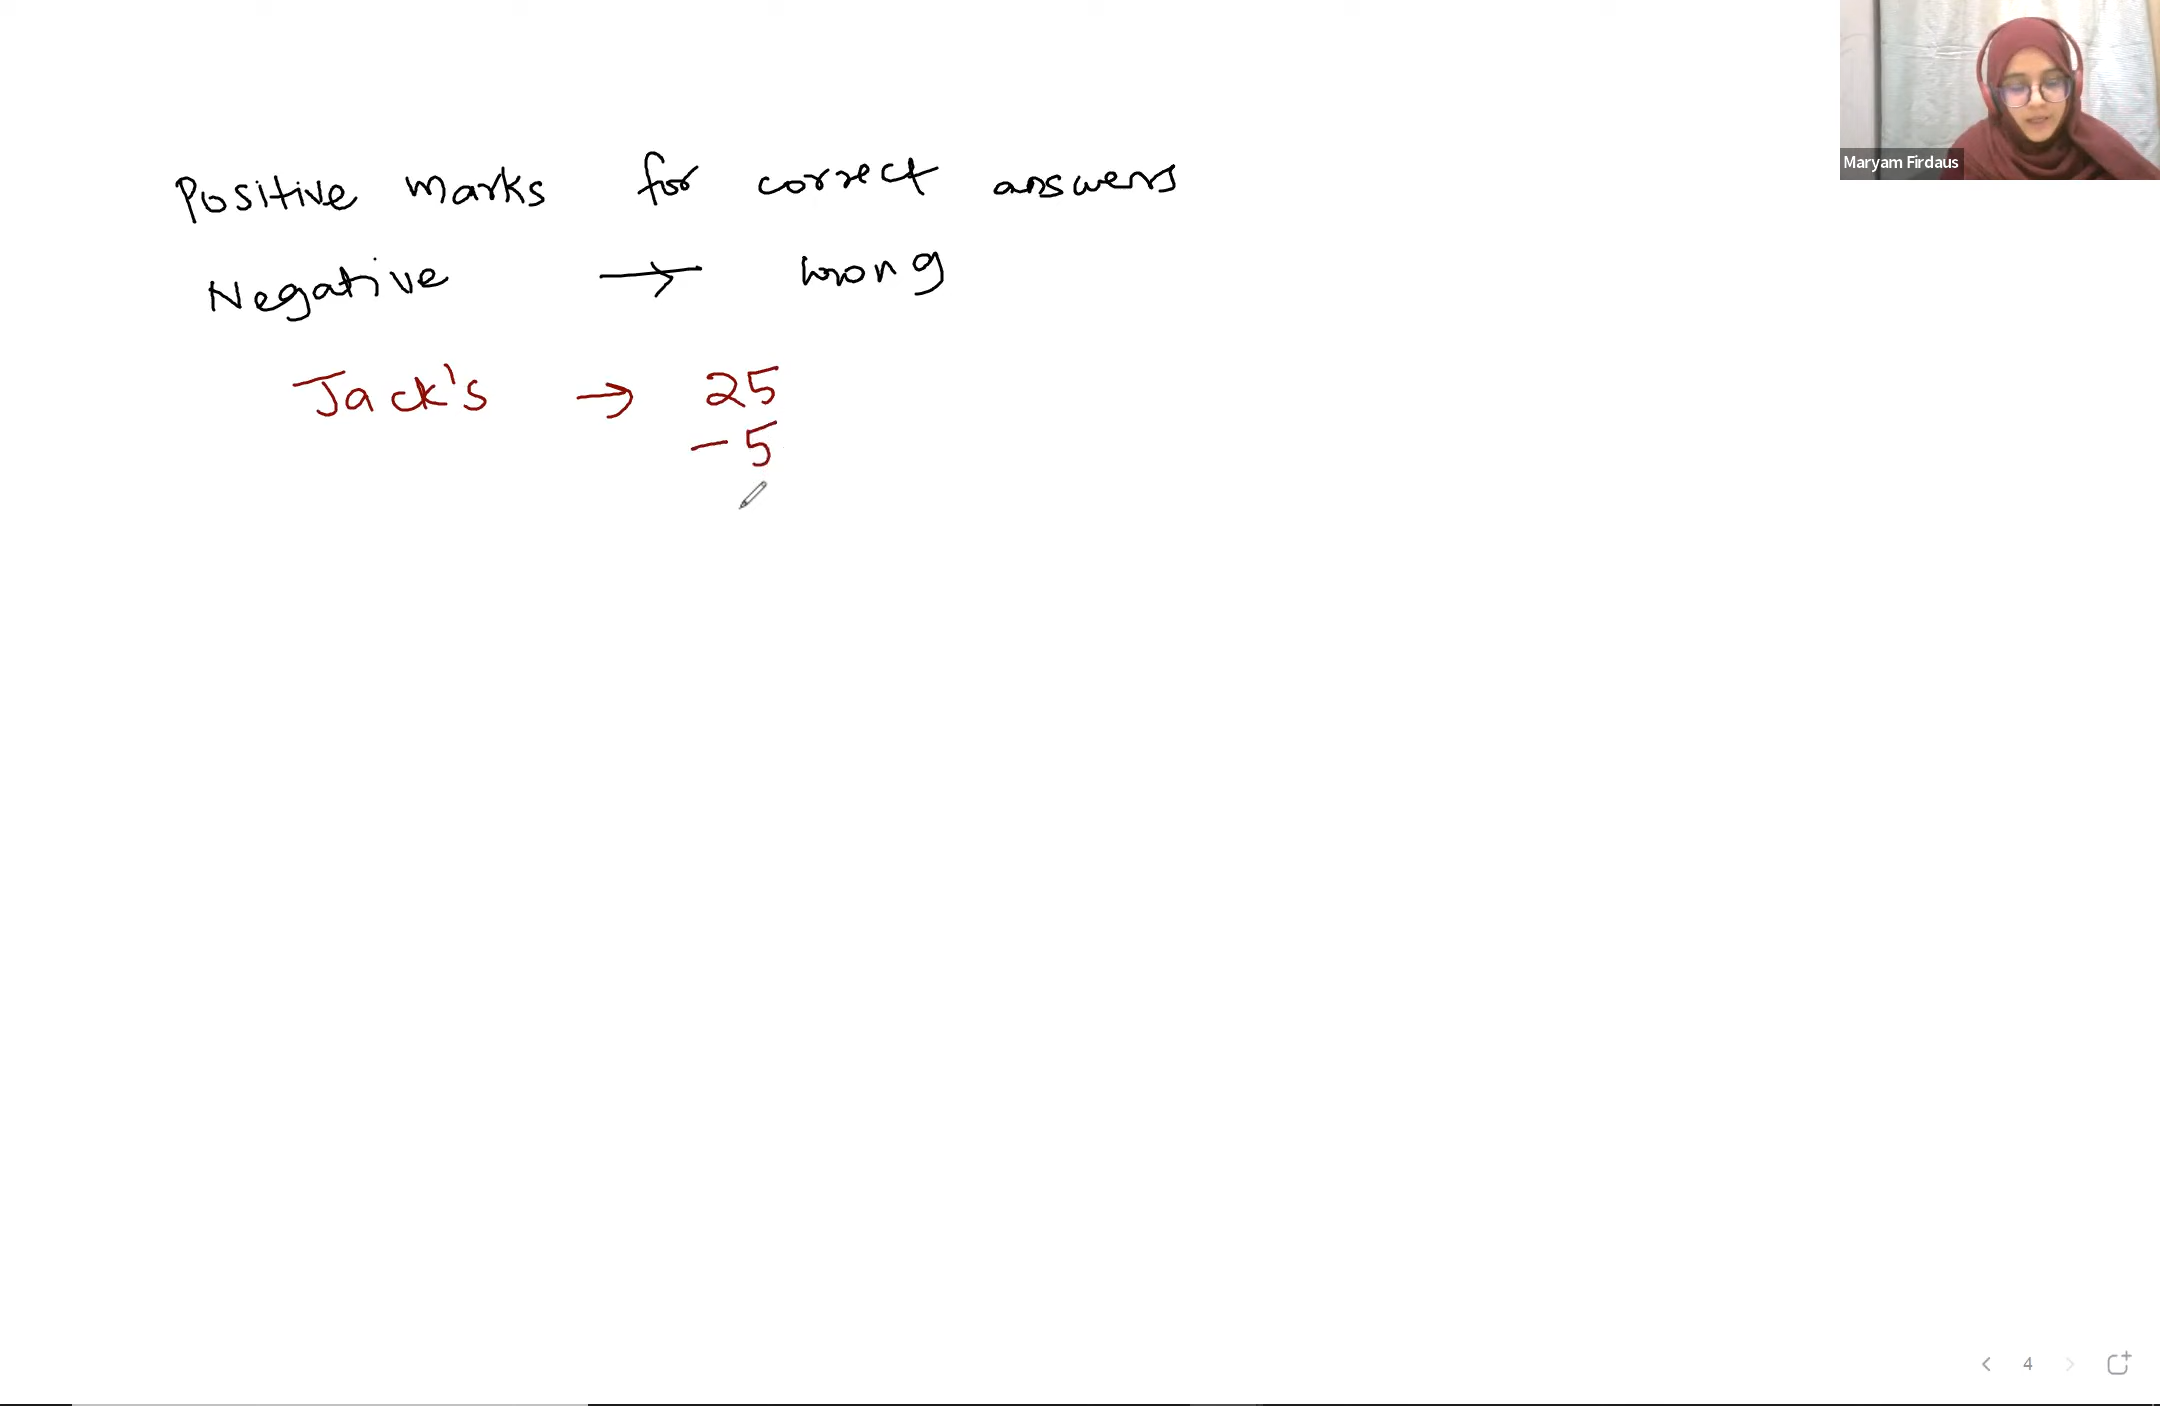 Maryam Firdaus
Positive marks for correct answers
Negative → wrong
Jack's → 25
-5
4